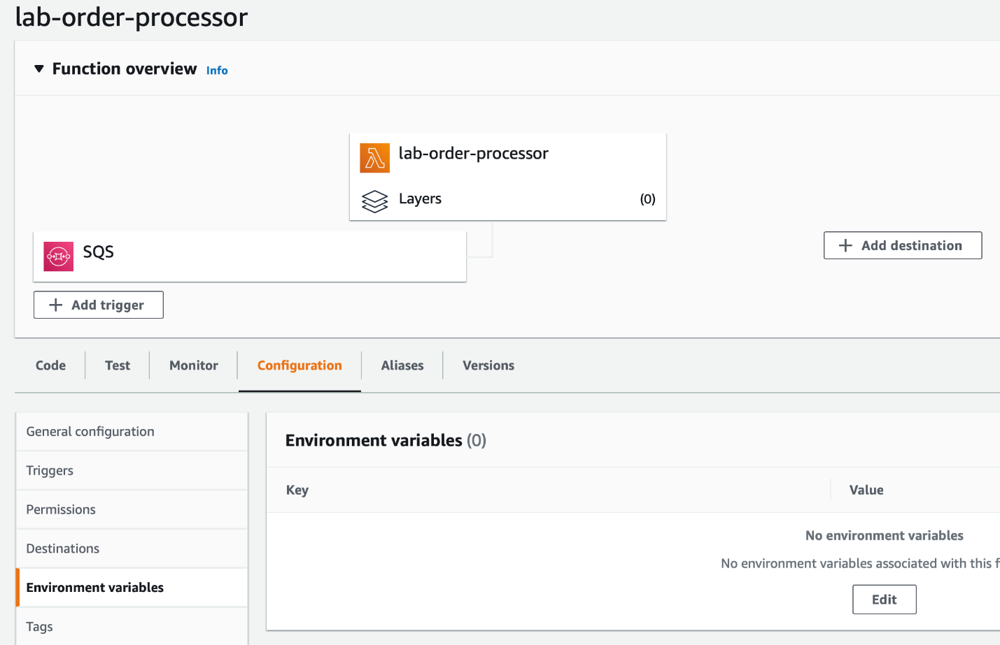 lab-order-processor
Function overview Info
lab-order-processor
Layers (0)
SQS
Add destination
Add trigger
Code Test Monitor Configuration Aliases Versions
General configuration
Triggers
Permissions
Destinations
Environment variables
Tags
Environment variables (0)
Key Value
No environment variables
No environment variables associated with this f
Edit